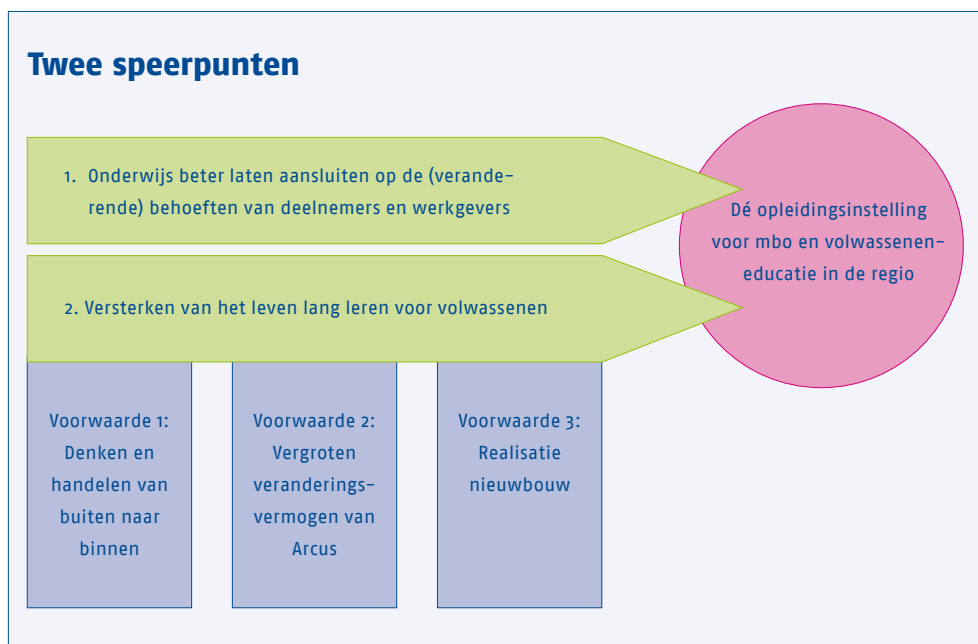 Twee speerpunten
1. Onderwijs beter laten aansluiten op de (verande-
rende) behoeften van deelnemers en werkgevers
Dé opleidingsinstelling
voor mbo en volwassenen-
educatie in de regio
2. Versterken van het leven lang leren voor volwassenen
Voorwaarde 1:
Denken en
handelen van
buiten naar
binnen
Voorwaarde 2:
Vergroten
veranderings-
vermogen van
Arcus
Voorwaarde 3:
Realisatie
nieuwbouw